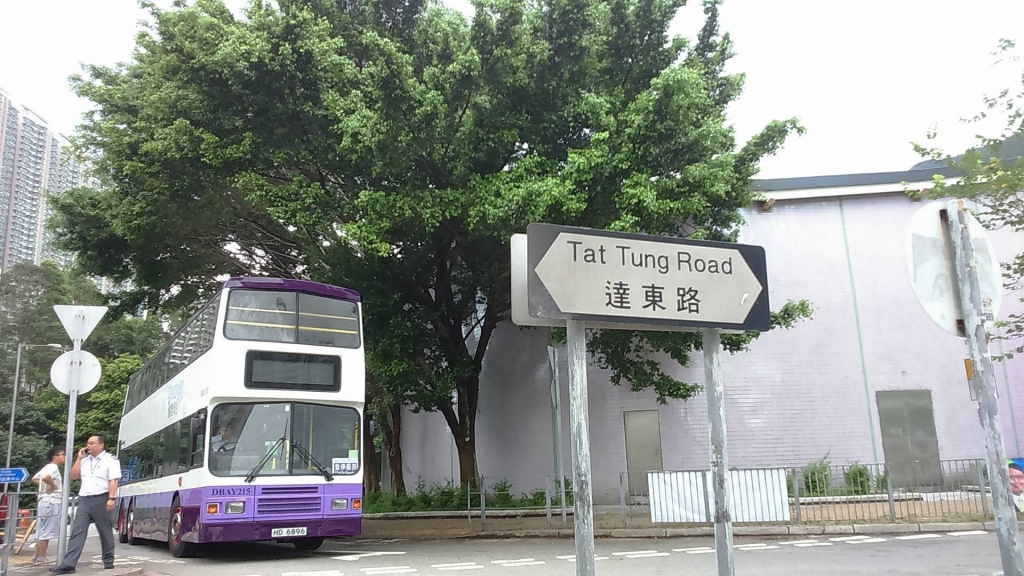 Tat Tung Road
達東路
DBAY215
HD 6896